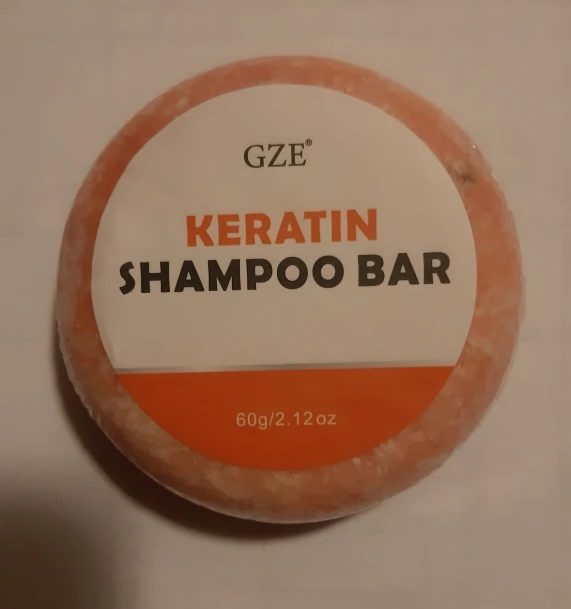 GZE®
KERATIN
SHAMPOO BAR
60g/2.12oz